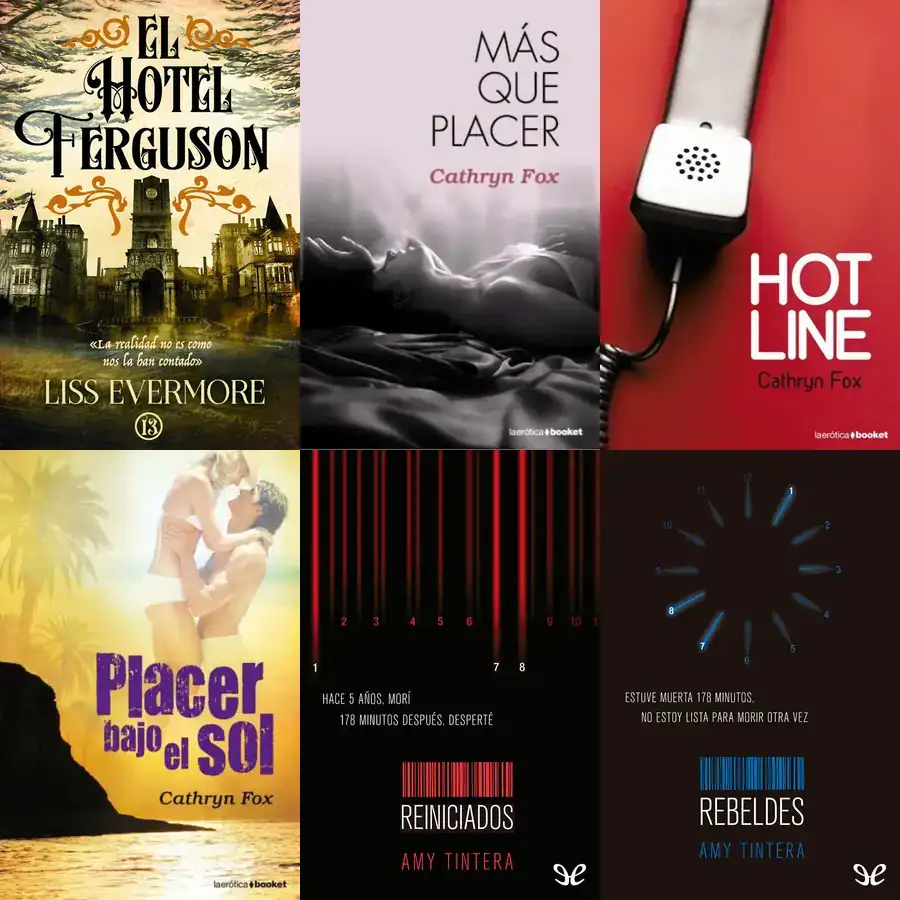 EL
HOTEL
FERGUSON
«La realidad no es como
nos la han contado»
LISS EVERMORE
13
MÁS
QUE
PLACER
Cathryn Fox
laerótica booket
HOT
LINE
Cathryn Fox
laerótica booket
Placer
bajo el sol
Cathryn Fox
laerótica booket
2 3 4 5 6 9 10 1
1 7 8
HACE 5 AÑOS, MORÍ
178 MINUTOS DESPUÉS, DESPERTÉ
REINICIADOS
AMY TINTERA
12
11 1
10 2
9 3
8 4
7 5
6
ESTUVE MUERTA 178 MINUTOS,
NO ESTOY LISTA PARA MORIR OTRA VEZ
REBELDES
AMY TINTERA